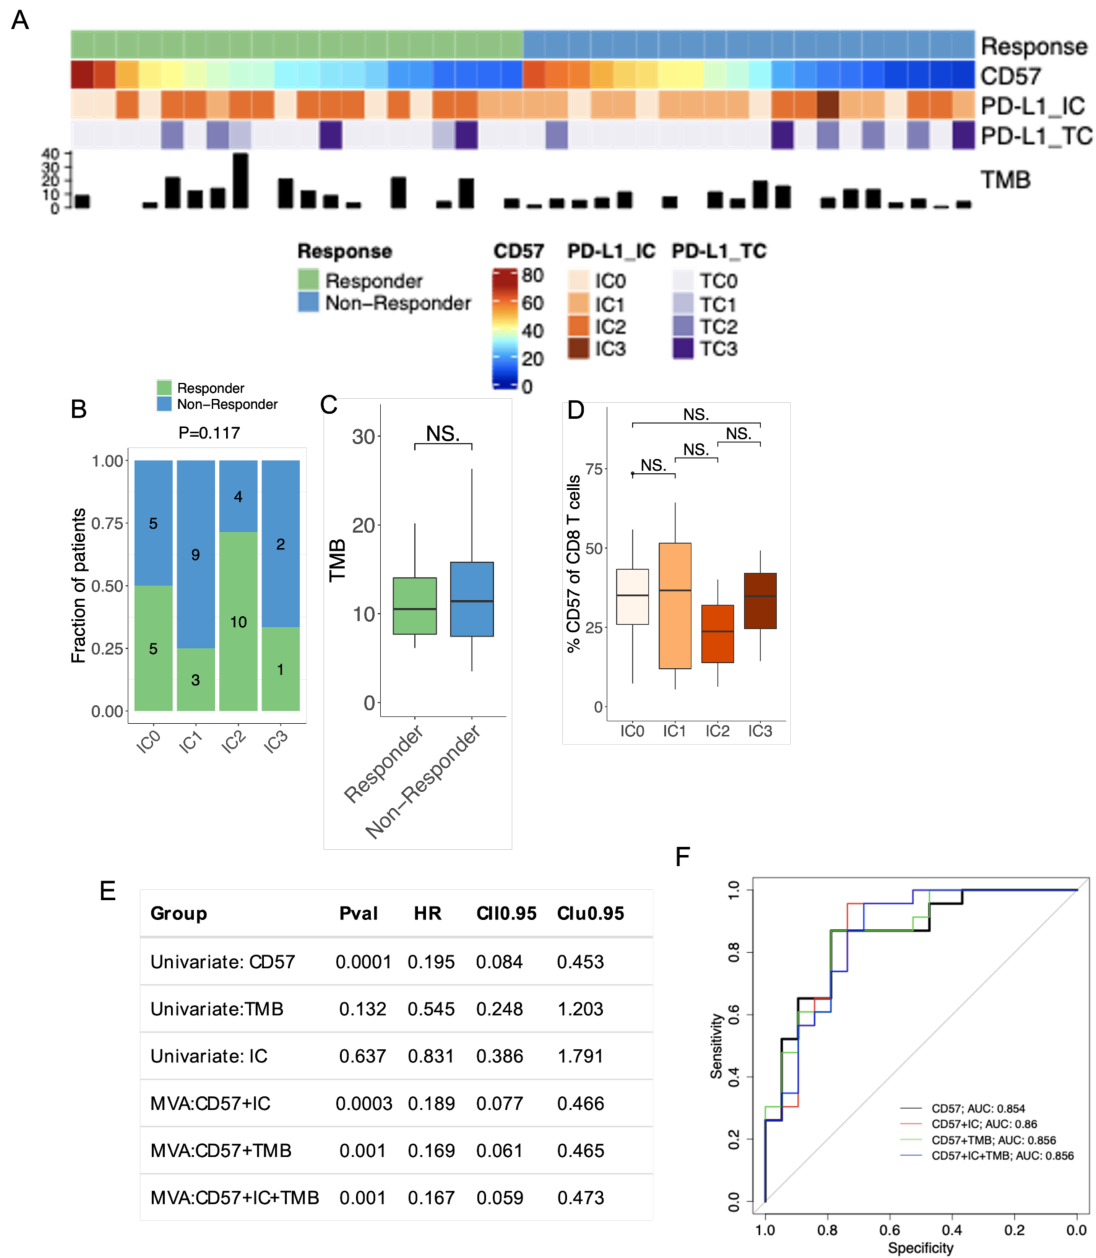 A
Response
CD57
PD-L1_IC
PD-L1_TC
40
30
20
10
0
TMB
Response
Responder
Non-Responder
CD57
80
60
40
20
0
PD-L1_IC
IC0
IC1
IC2
IC3
PD-L1_TC
TC0
TC1
TC2
TC3
B
Responder
Non-Responder
P=0.117
Fraction of patients
1.00
0.75
0.50
0.25
0.00
5
9
4
2
5
3
10
1
IC0
IC1
IC2
IC3
C
NS.
TMB
30
20
10
0
Responder
Non-Responder
D
NS.
NS.
NS.
NS.
% CD57 of CD8 T cells
75
50
25
0
IC0
IC1
IC2
IC3
E
Group Pval HR CIl0.95 CIu0.95
Univariate: CD57 0.0001 0.195 0.084 0.453
Univariate:TMB 0.132 0.545 0.248 1.203
Univariate: IC 0.637 0.831 0.386 1.791
MVA:CD57+IC 0.0003 0.189 0.077 0.466
MVA:CD57+TMB 0.001 0.169 0.061 0.465
MVA:CD57+IC+TMB 0.001 0.167 0.059 0.473
F
Sensitivity
1.0
0.8
0.6
0.4
0.2
0.0
CD57; AUC: 0.854
CD57+IC; AUC: 0.86
CD57+TMB; AUC: 0.856
CD57+IC+TMB; AUC: 0.856
1.0 0.8 0.6 0.4 0.2 0.0
Specificity